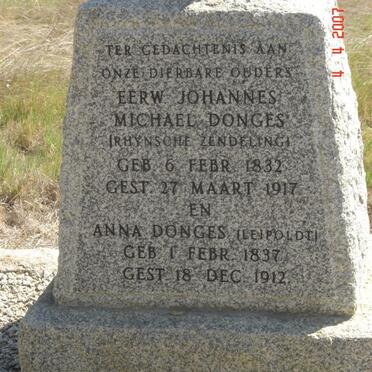 TER GEDACHTENIS AAN
ONZE DIERBARE OUDERS
EERW JOHANNES
MICHAEL DONGES
(RHYNSCHE ZENDELING)
GEB. 6 FEBR. 1832
GEST. 27 MAART 1917
EN
ANNA DONGES (LEIPOLDT)
GEB 1 FEBR. 1837
GEST 18 DEC. 1912.
4 4 2007